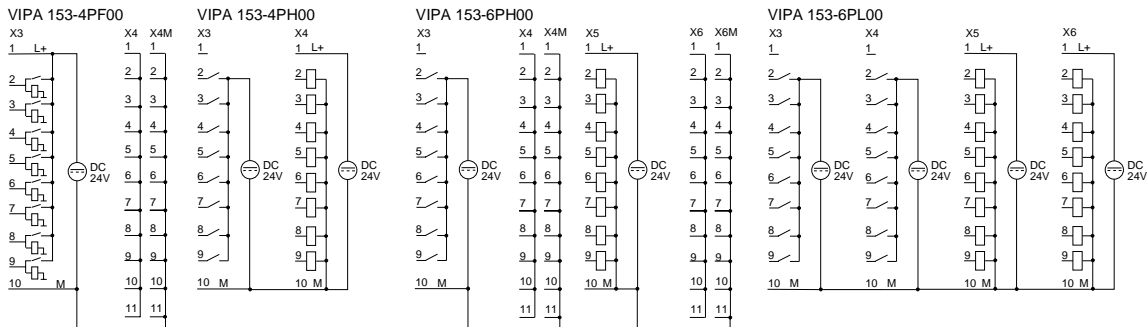 VIPA 153-4PF00 VIPA 153-4PH00 VIPA 153-6PH00 VIPA 153-6PL00
X3 X4 X4M X3 X4 X3 X4 X4M X5 X6 X6M X3 X4 X5 X6
1 L+ 1 1 1 1 L+ 1 1 1 1 L+ 1 1 1 1 1 L+ 1 L+
2 2 2 2 2 2 2 2 2 2 2 2 2 2 2
3 3 3 3 3 3 3 3 3 3 3 3 3 3 3
4 4 4 4 4 4 4 4 4 4 4 4 4 4 4
5 DC 5 5 5 DC 5 DC 5 DC 5 5 5 DC 5 5 5 DC 5 DC 5 DC 5 DC
24V 24V 24V 24V 24V 24V 24V 24V 24V
6 6 6 6 6 6 6 6 6 6 6 6 6 6 6
7 7 7 7 7 7 7 7 7 7 7 7 7 7 7
8 8 8 8 8 8 8 8 8 8 8 8 8 8 8
9 9 9 9 9 9 9 9 9 9 9 9 9 9 9
10 M 10 10 10 M 10 M 10 M 10 10 10 M 10 10 10 M 10 M 10 M 10 M
11 11 11 11 11 11